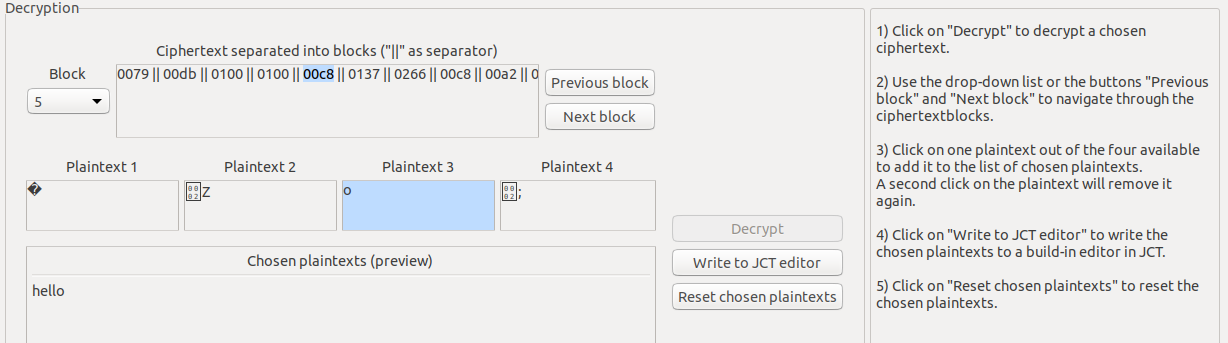 Decryption
Ciphertext separated into blocks ("||" as separator)
Block
5
0079 || 00db || 0100 || 0100 || 00c8 || 0137 || 0266 || 00c8 || 00a2 || 0
Previous block
Next block
Plaintext 1
Plaintext 2
Plaintext 3
Plaintext 4
�
0002Z
o
0002;
Decrypt
Write to JCT editor
Reset chosen plaintexts
Chosen plaintexts (preview)
hello
1) Click on "Decrypt" to decrypt a chosen
ciphertext.
2) Use the drop-down list or the buttons "Previous
block" and "Next block" to navigate through the
ciphertextblocks.
3) Click on one plaintext out of the four available
to add it to the list of chosen plaintexts.
A second click on the plaintext will remove it
again.
4) Click on "Write to JCT editor" to write the
chosen plaintexts to a build-in editor in JCT.
5) Click on "Reset chosen plaintexts" to reset the
chosen plaintexts.